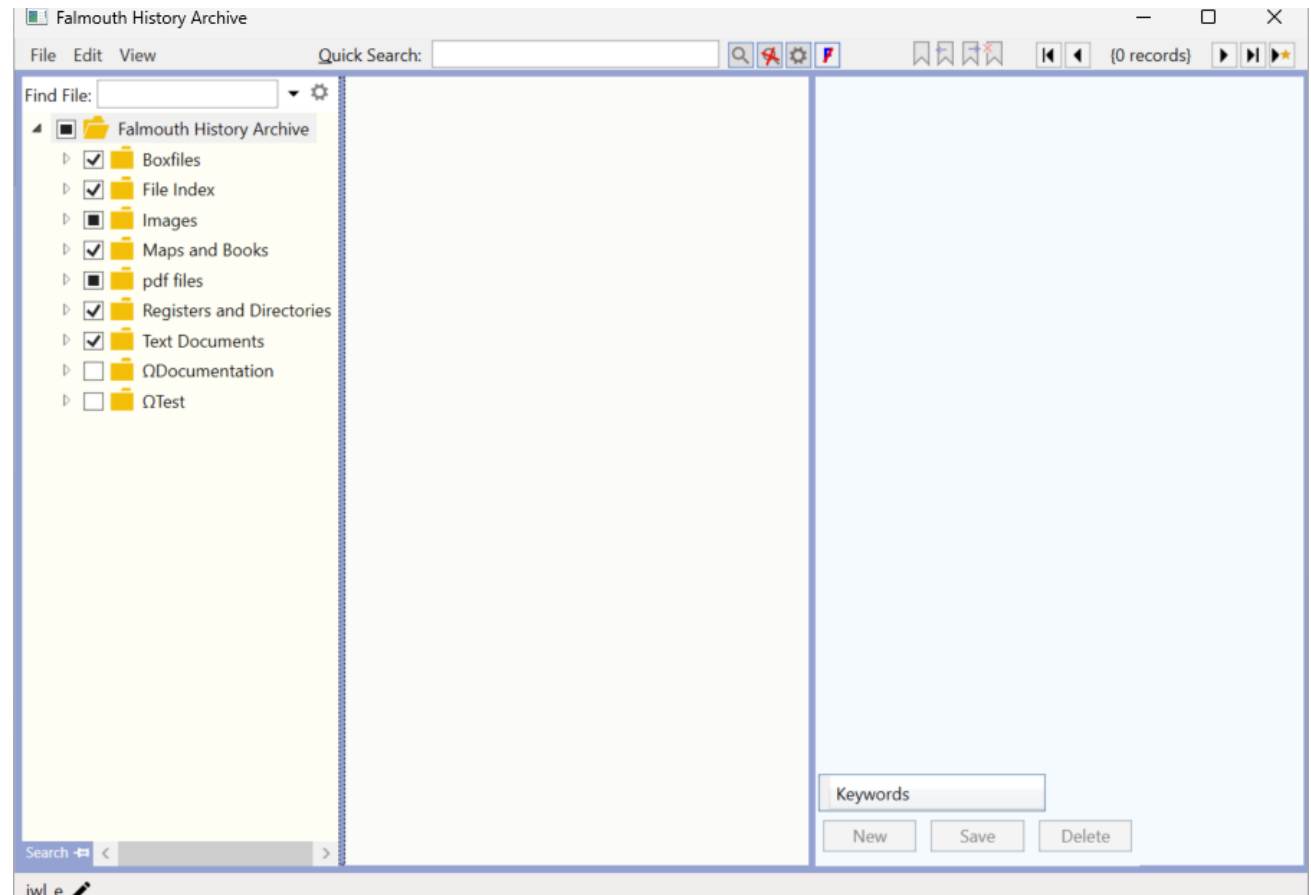 Falmouth History Archive
File Edit View Quick Search: {0 records}
Find File:
Falmouth History Archive
Boxfiles
File Index
Images
Maps and Books
pdf files
Registers and Directories
Text Documents
ΩDocumentation
ΩTest
Keywords
New Save Delete
Search